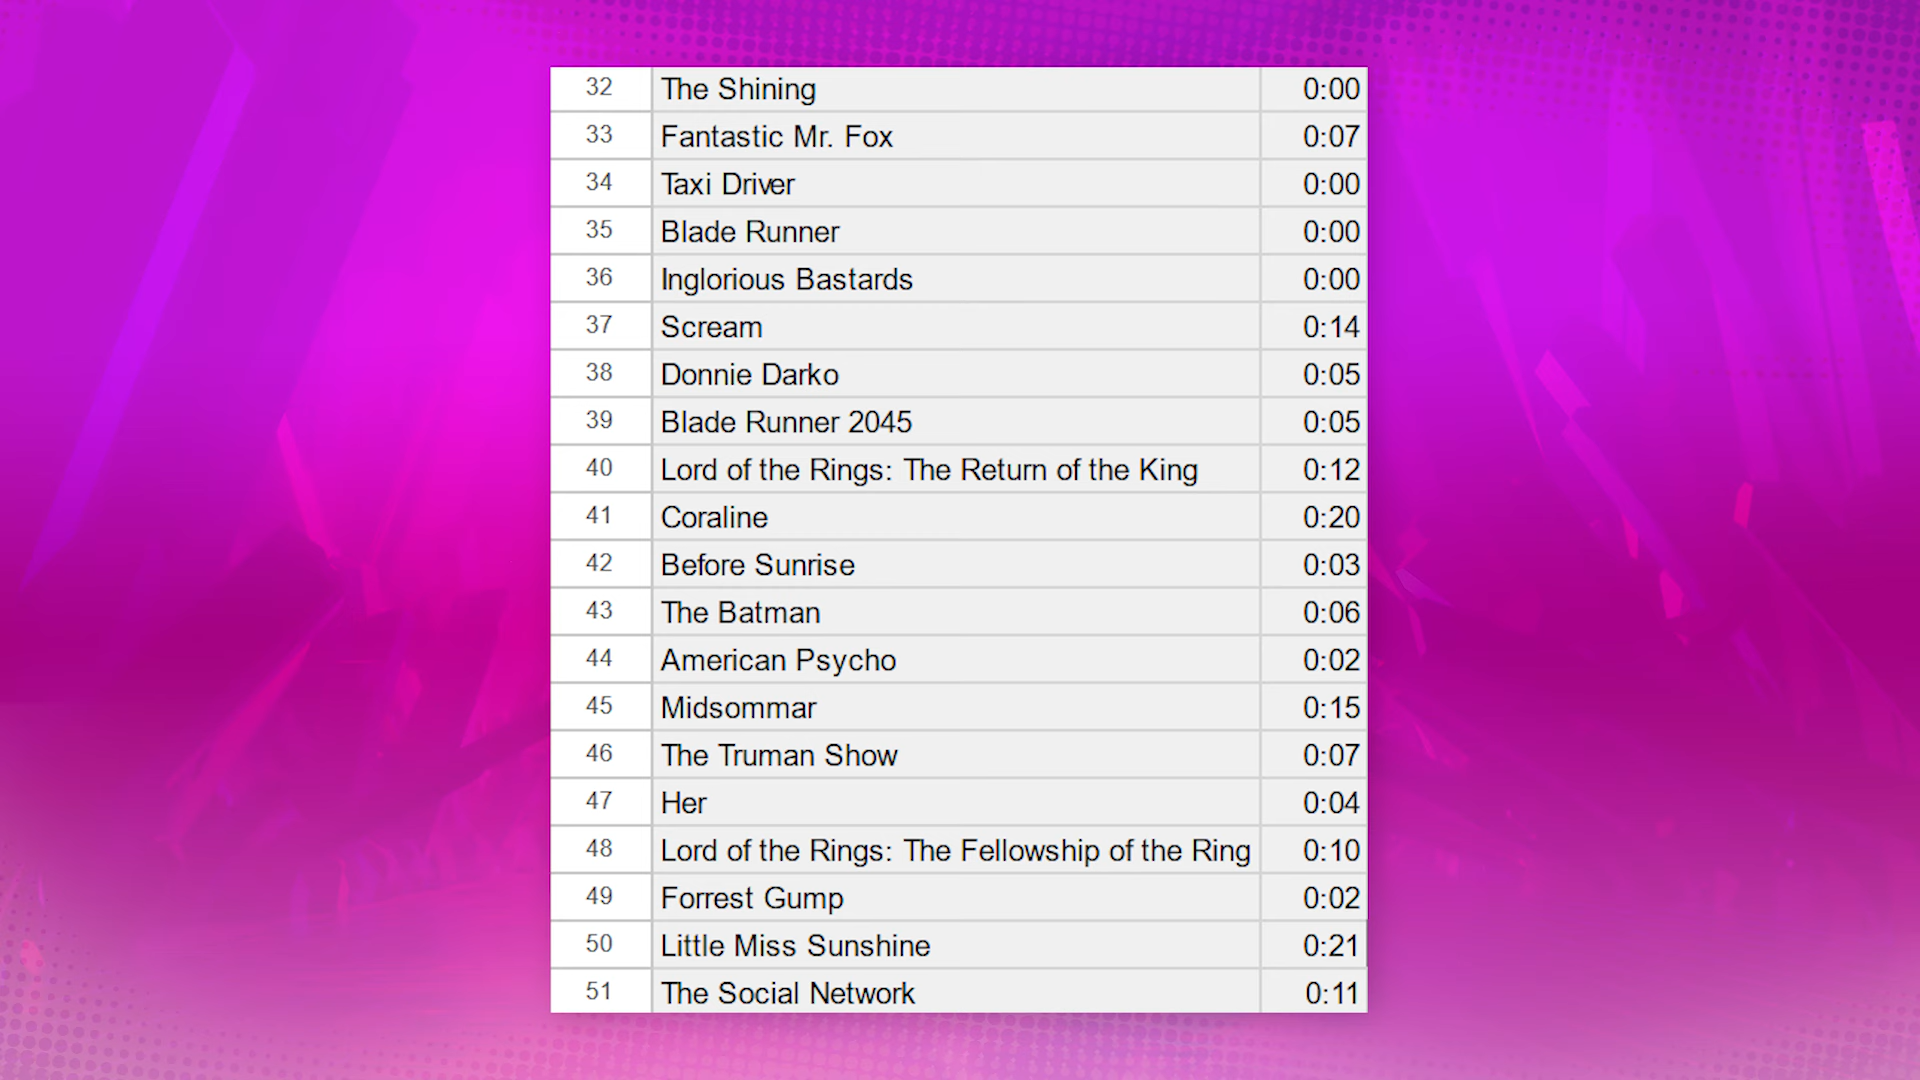 32 The Shining 0:00
33 Fantastic Mr. Fox 0:07
34 Taxi Driver 0:00
35 Blade Runner 0:00
36 Inglorious Bastards 0:00
37 Scream 0:14
38 Donnie Darko 0:05
39 Blade Runner 2045 0:05
40 Lord of the Rings: The Return of the King 0:12
41 Coraline 0:20
42 Before Sunrise 0:03
43 The Batman 0:06
44 American Psycho 0:02
45 Midsommar 0:15
46 The Truman Show 0:07
47 Her 0:04
48 Lord of the Rings: The Fellowship of the Ring 0:10
49 Forrest Gump 0:02
50 Little Miss Sunshine 0:21
51 The Social Network 0:11